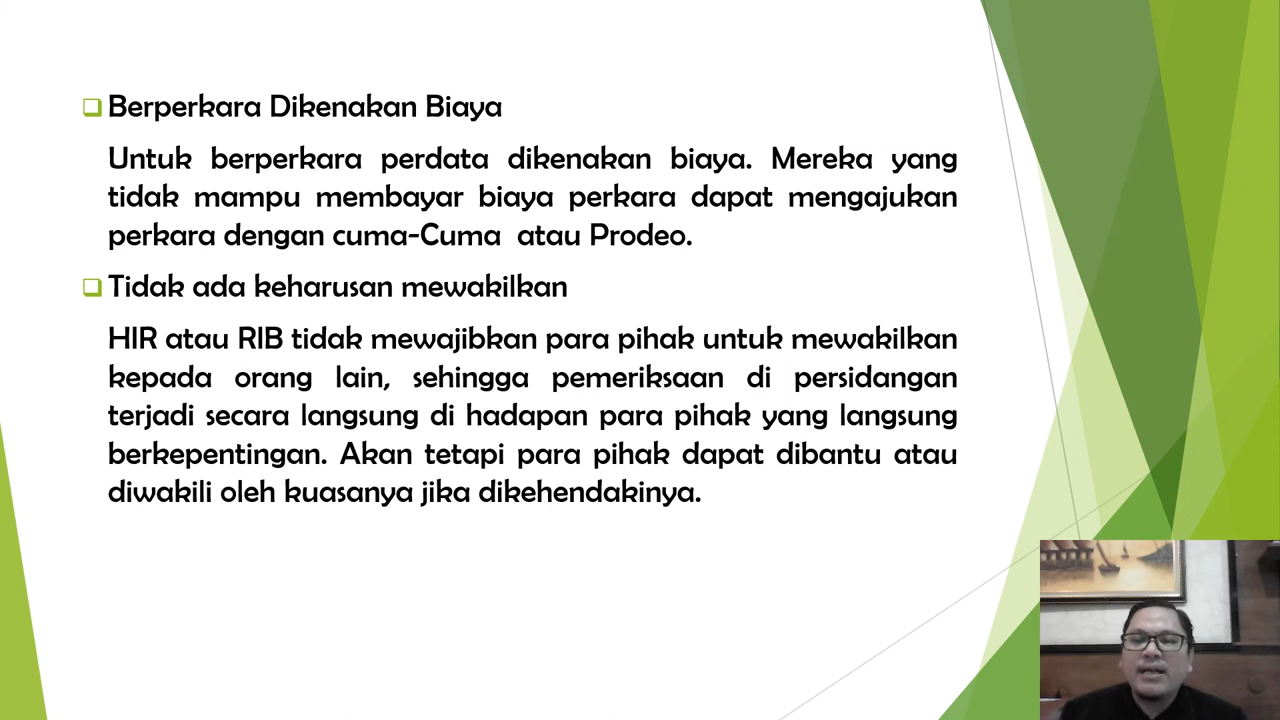 Berperkara Dikenakan Biaya
Untuk berperkara perdata dikenakan biaya. Mereka yang
tidak mampu membayar biaya perkara dapat mengajukan
perkara dengan cuma-Cuma atau Prodeo.
Tidak ada keharusan mewakilkan
HIR atau RIB tidak mewajibkan para pihak untuk mewakilkan
kepada orang lain, sehingga pemeriksaan di persidangan
terjadi secara langsung di hadapan para pihak yang langsung
berkepentingan. Akan tetapi para pihak dapat dibantu atau
diwakili oleh kuasanya jika dikehendakinya.